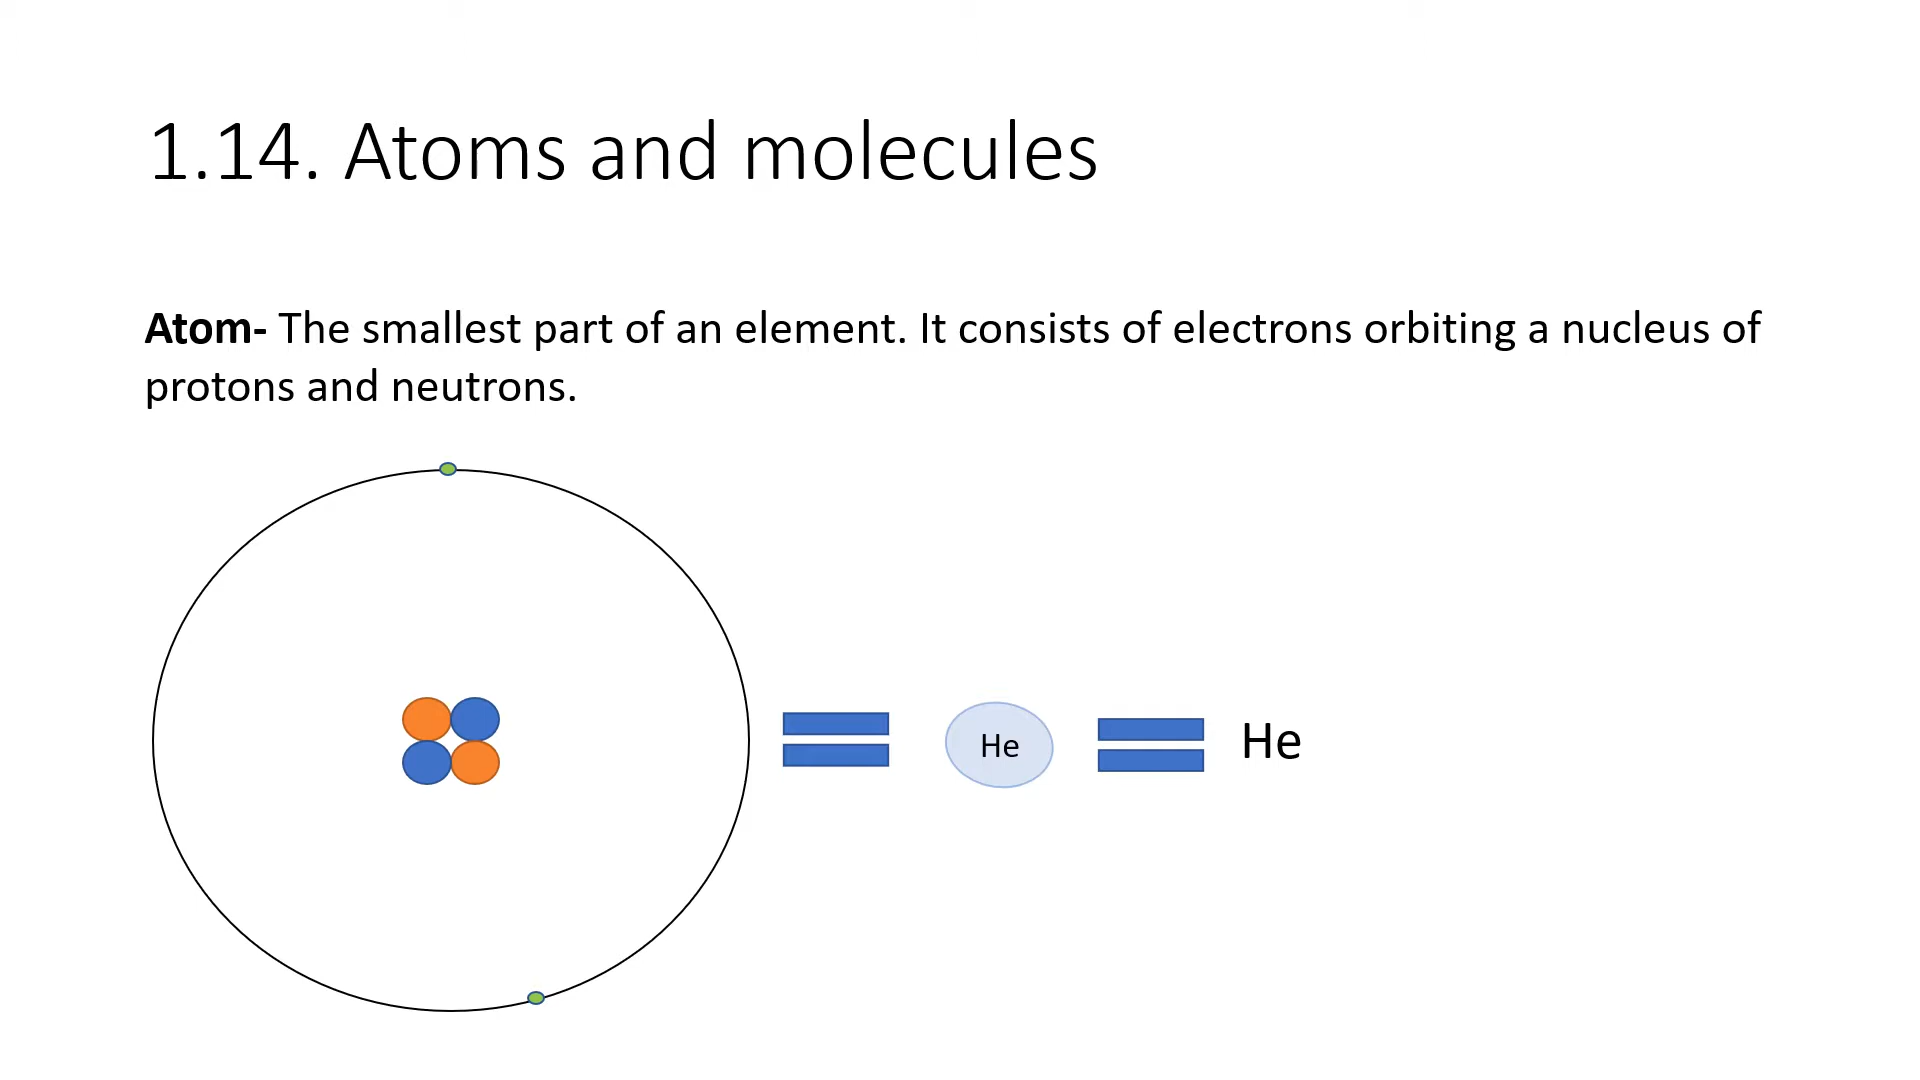 1.14. Atoms and molecules
Atom- The smallest part of an element. It consists of electrons orbiting a nucleus of
protons and neutrons.
He
He